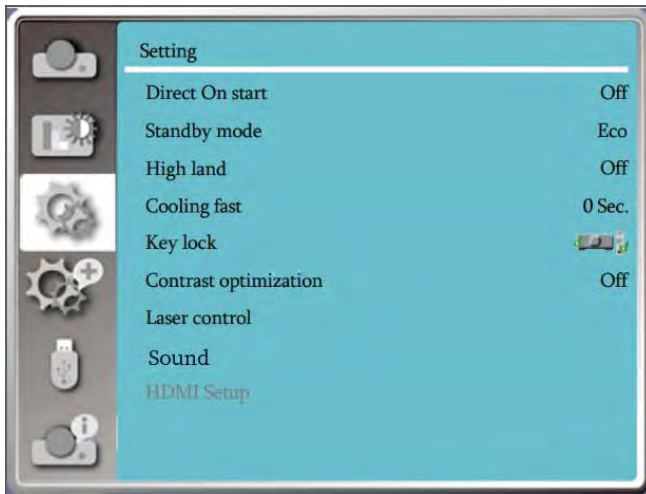 Setting
Direct On start Off
Standby mode Eco
High land Off
Cooling fast 0 Sec.
Key lock
Contrast optimization Off
Laser control
Sound
HDMI Setup